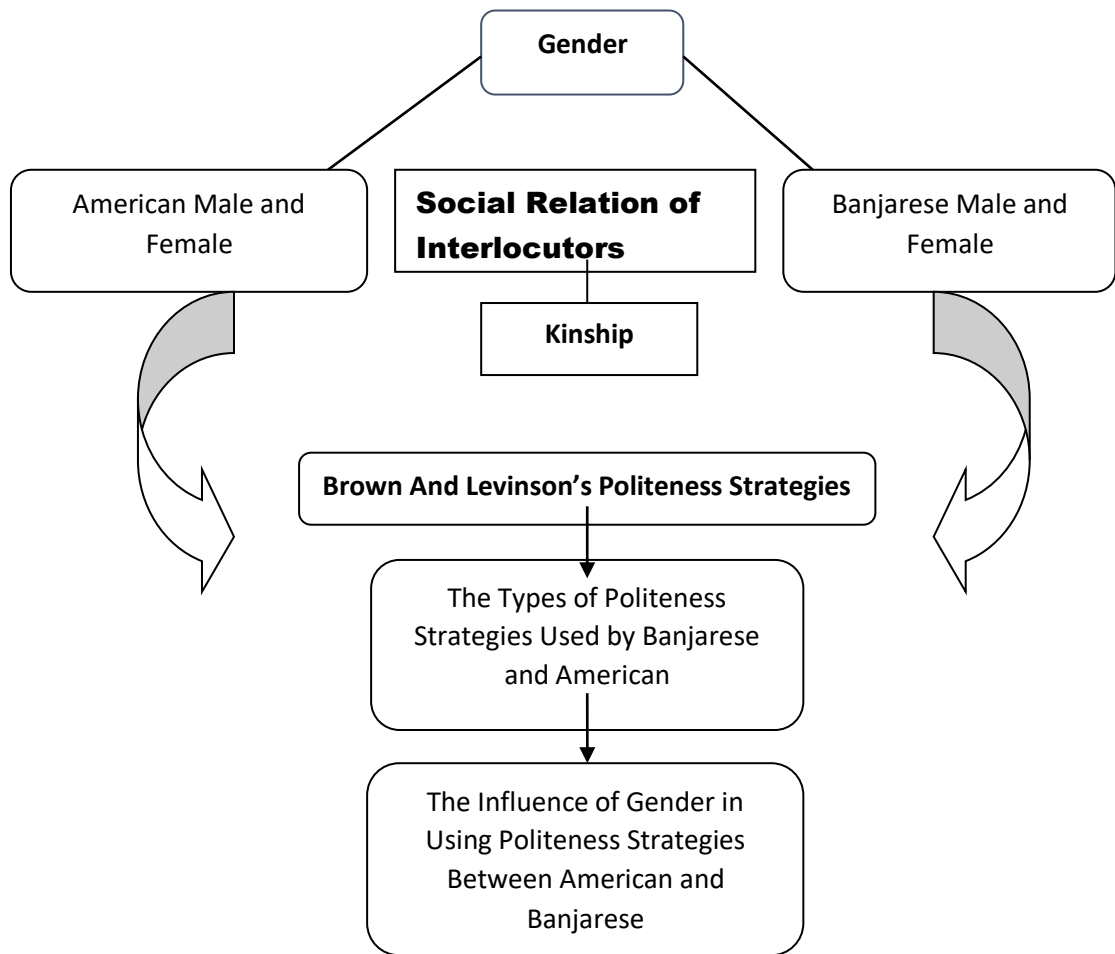 Gender
American Male and
Female
Social Relation of
Interlocutors
Banjarese Male and
Female
Kinship
Brown And Levinson’s Politeness Strategies
The Types of Politeness
Strategies Used by Banjarese
and American
The Influence of Gender in
Using Politeness Strategies
Between American and
Banjarese